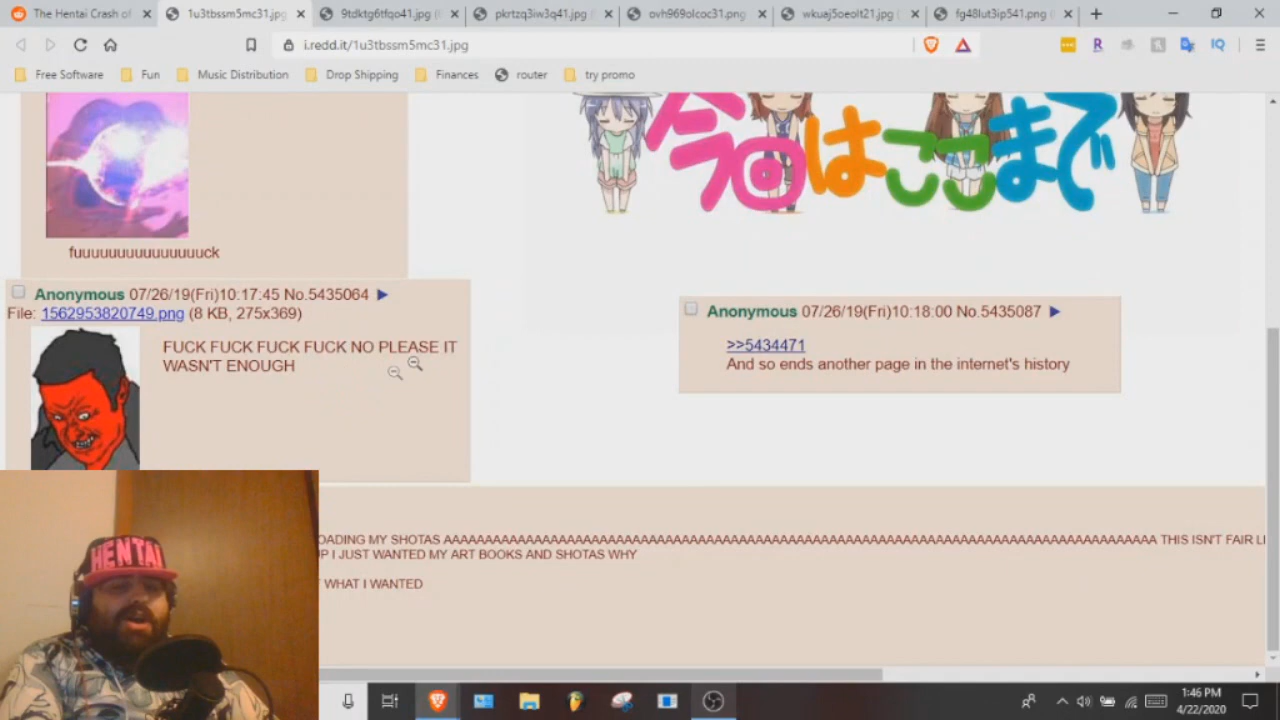 The Hentai Crash of
1u3tbssm5mc31.jpg
9tdktg6tfqo41.jpg
pkrtzq3iw3q41.jpg
ovh969olcoc31.png
wkuaj5oeolt21.jpg
fg48lut3ip541.png
i.redd.it/1u3tbssm5mc31.jpg
Free Software Fun Music Distribution Drop Shipping Finances router try promo
今回はここまで
fuuuuuuuuuuuuuuuck
Anonymous 07/26/19(Fri)10:17:45 No.5435064
File: 1562953820749.png (8 KB, 275x369)
FUCK FUCK FUCK FUCK NO PLEASE IT
WASN'T ENOUGH
Anonymous 07/26/19(Fri)10:18:00 No.5435087
>>5434471
And so ends another page in the internet's history
OADING MY SHOTAS AAAAAAAAAAAAAAAAAAAAAAAAAAAAAAAAAAAAAAAAAAAAAAAAAAAAAAAAAAAAAAAAAAAAAAAAAAAAAAAAAAAAAAAA THIS ISN'T FAIR
UP I JUST WANTED MY ART BOOKS AND SHOTAS WHY
WHAT I WANTED
HENTAI
1:46 PM
4/22/2020